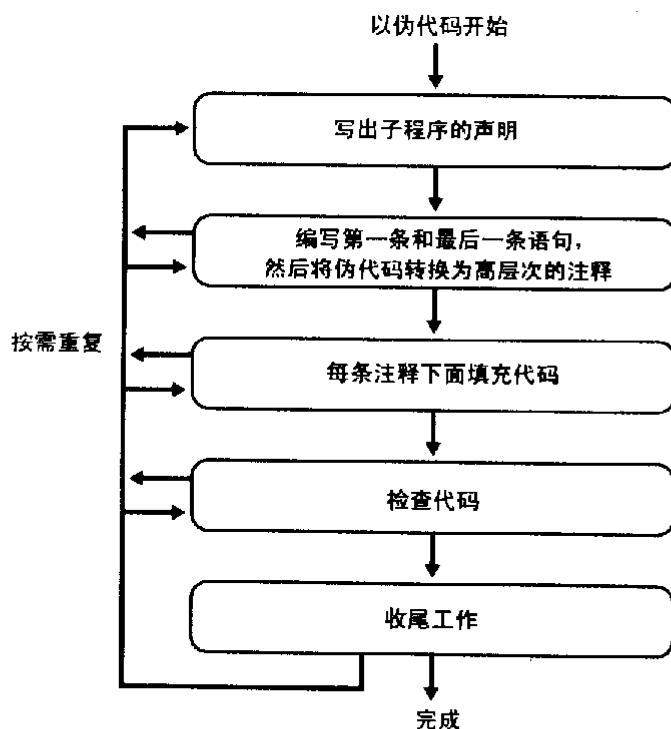 以伪代码开始
写出子程序的声明
编写第一条和最后一条语句，
然后将伪代码转换为高层次的注释
按需重复
每条注释下面填充代码
检查代码
收尾工作
完成